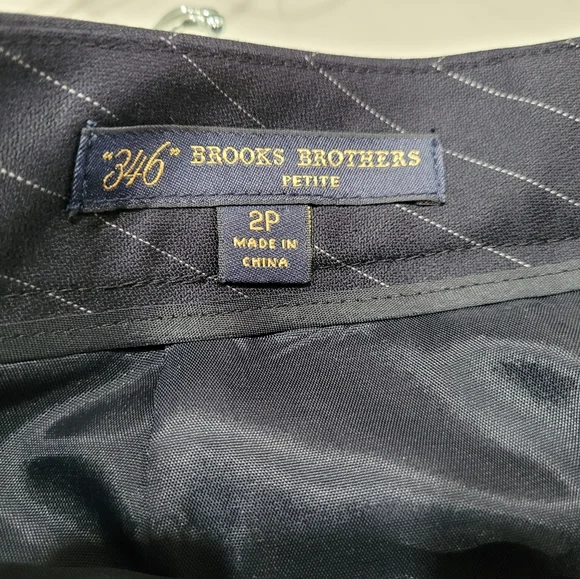 "346" BROOKS BROTHERS
PETITE
2P
MADE IN
CHINA